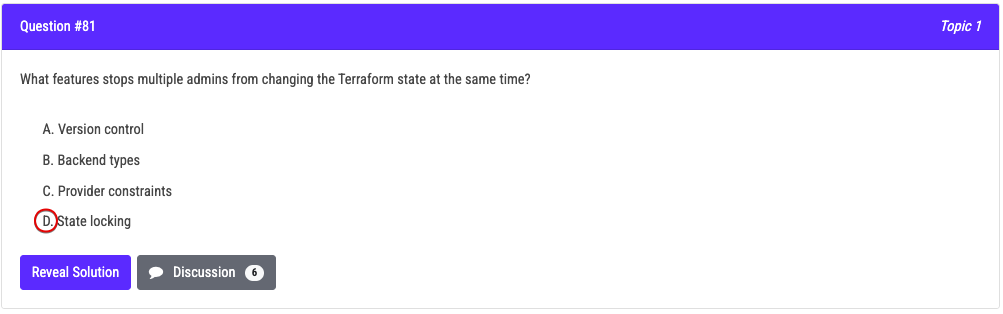 Question #81
Topic 1
What features stops multiple admins from changing the Terraform state at the same time?
A. Version control
B. Backend types
C. Provider constraints
D. State locking
Reveal Solution
Discussion 6